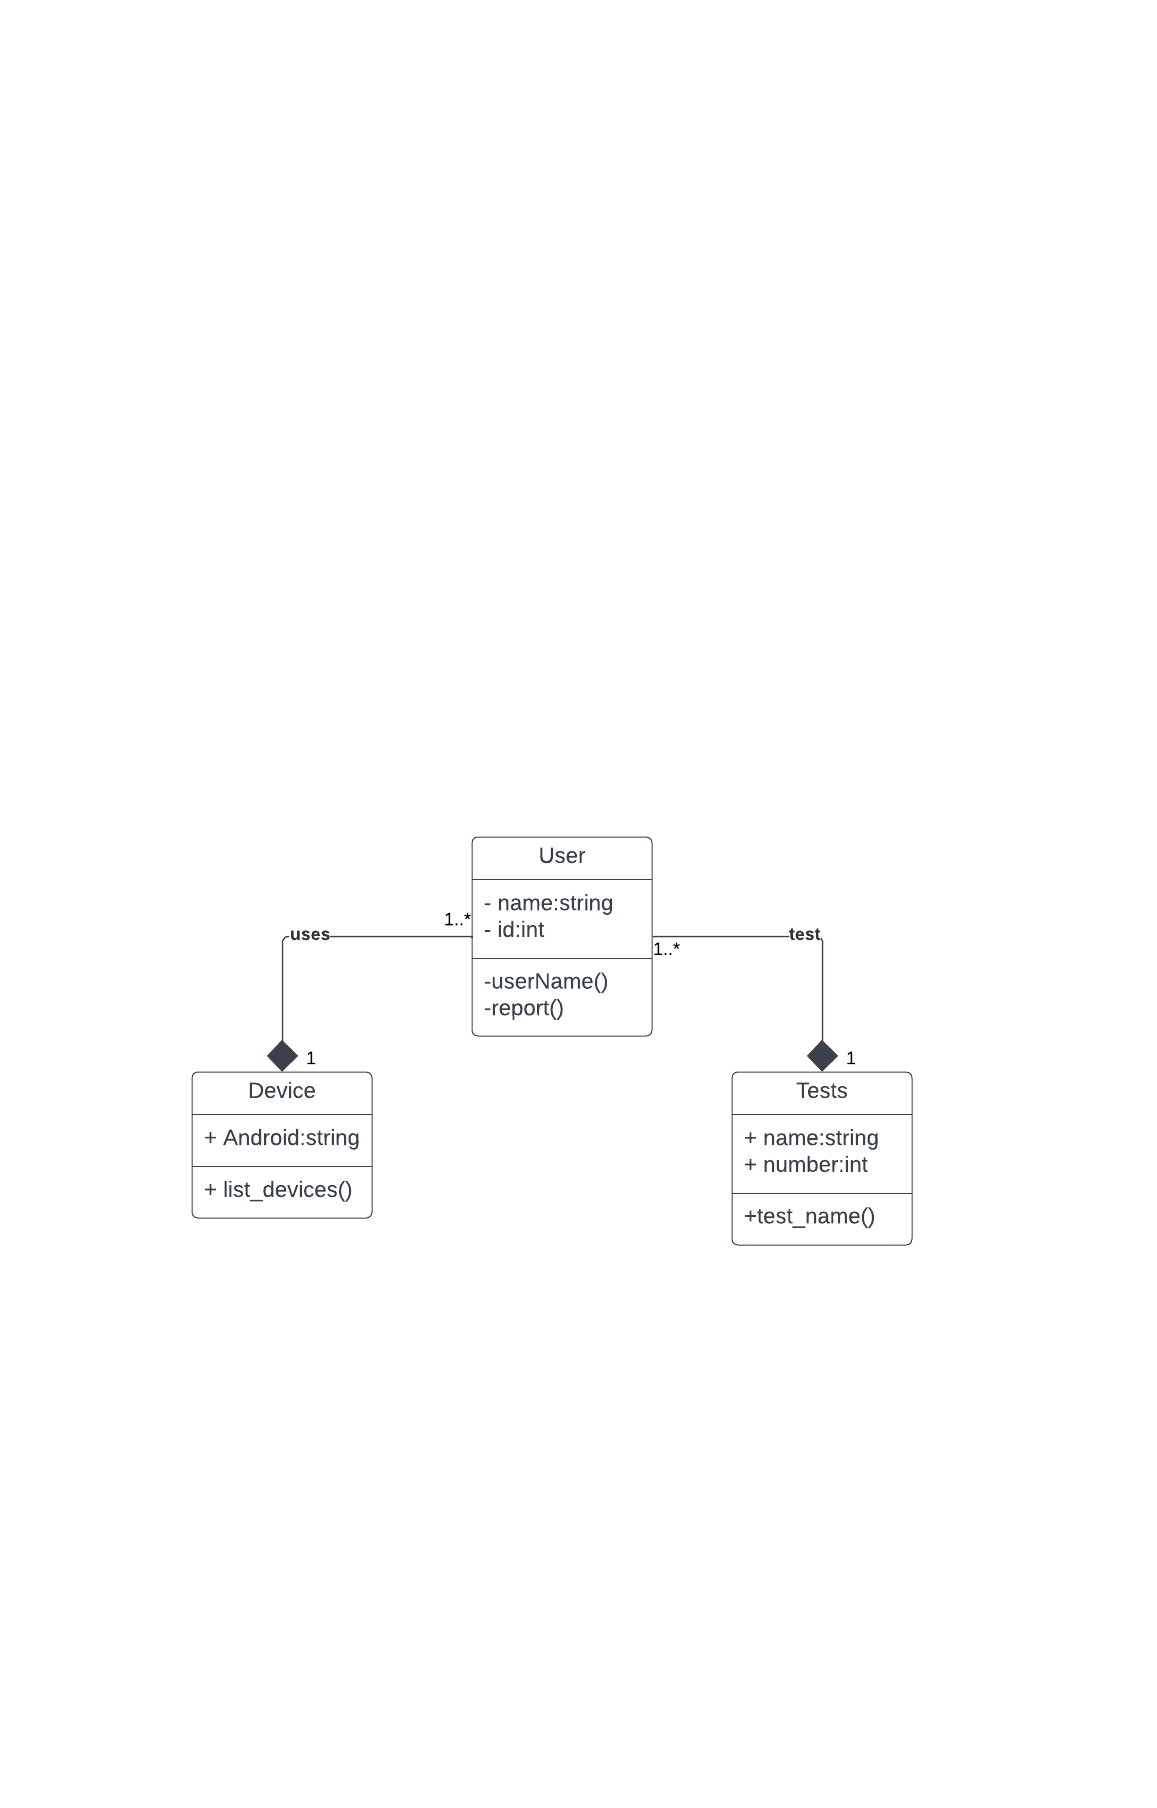 User
- name:string
- id:int
-userName()
-report()
1..*
uses
1..*
test
1
Device
+ Android:string
+ list_devices()
1
Tests
+ name:string
+ number:int
+test_name()